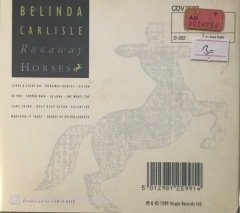 BELINDA
CARLISLE
Runaway
HORSES
CDV 2599
LEAVE A LIGHT ON · RUNAWAY HORSES · VISION
OF YOU · SUMMER RAIN · LA LUNA · (WE WANT) THE
SAME THING · DEEP DEEP OCEAN · VALENTINE
WHATEVER IT TAKES · SHADES OF MICHAELANGELO
℗ © 1989 Virgin Records Ltd.
5 012981 259914